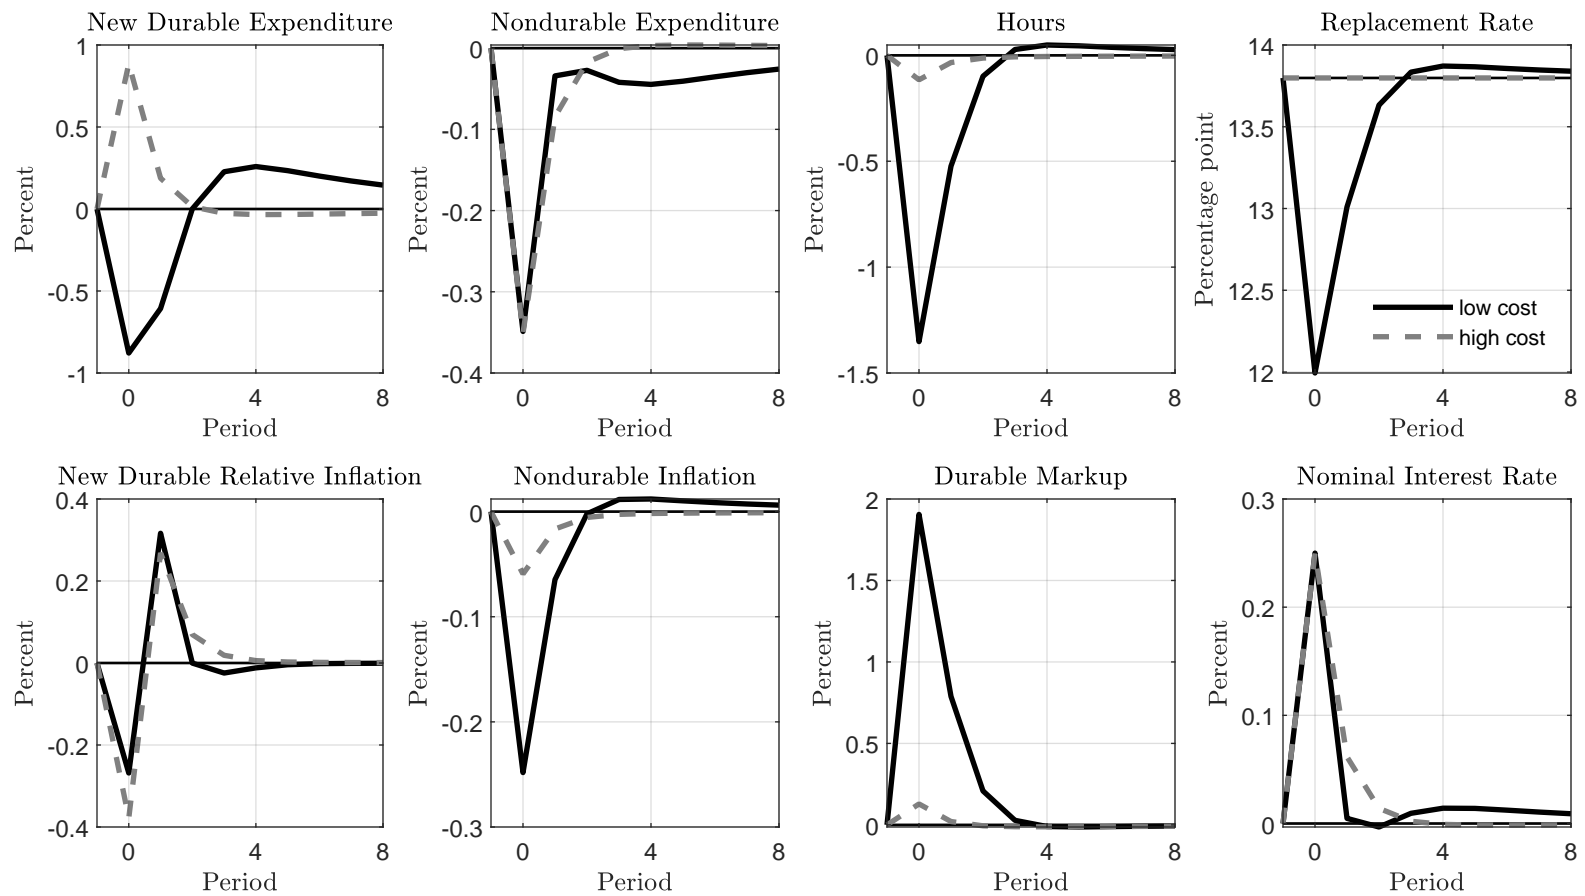 New Durable Expenditure
1
0.5
0
-0.5
-1
Percent
0 4 8
Period
Nondurable Expenditure
0
-0.1
-0.2
-0.3
-0.4
Percent
0 4 8
Period
Hours
0
-0.5
-1
-1.5
Percent
0 4 8
Period
Replacement Rate
14
13.5
13
12.5
12
Percentage point
low cost
high cost
0 4 8
Period
New Durable Relative Inflation
0.4
0.2
0
-0.2
-0.4
Percent
0 4 8
Period
Nondurable Inflation
0
-0.1
-0.2
-0.3
Percent
0 4 8
Period
Durable Markup
2
1.5
1
0.5
0
Percent
0 4 8
Period
Nominal Interest Rate
0.3
0.2
0.1
0
Percent
0 4 8
Period